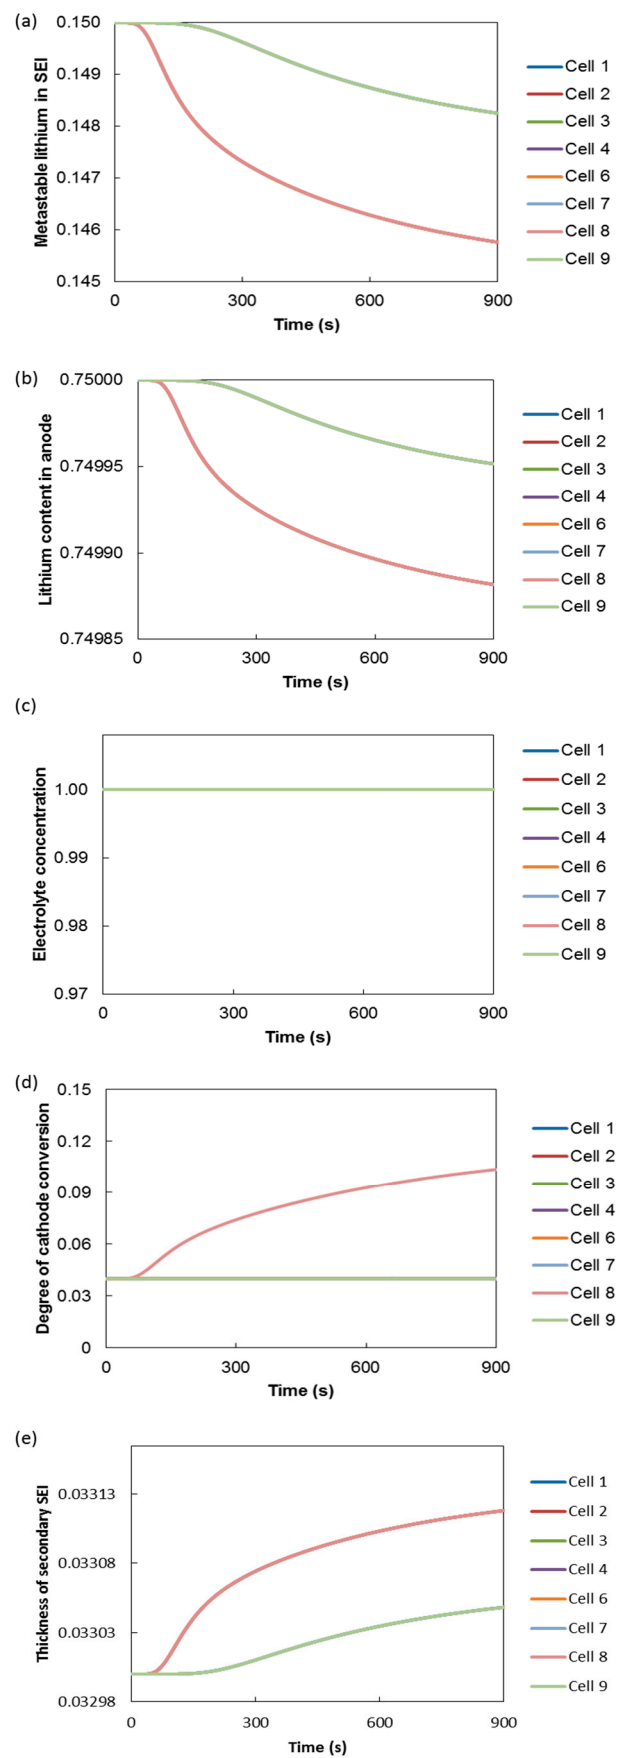 (a)
Metastable lithium in SEI
0.150
0.149
0.148
0.147
0.146
0.145
0
300
600
900
Time (s)
Cell 1
Cell 2
Cell 3
Cell 4
Cell 6
Cell 7
Cell 8
Cell 9
(b)
Lithium content in anode
0.75000
0.74995
0.74990
0.74985
0
300
600
900
Time (s)
Cell 1
Cell 2
Cell 3
Cell 4
Cell 6
Cell 7
Cell 8
Cell 9
(c)
Electrolyte concentration
1.00
0.99
0.98
0.97
0
300
600
900
Time (s)
Cell 1
Cell 2
Cell 3
Cell 4
Cell 6
Cell 7
Cell 8
Cell 9
(d)
Degree of cathode conversion
0.15
0.12
0.09
0.06
0.03
0
0
300
600
900
Time (s)
Cell 1
Cell 2
Cell 3
Cell 4
Cell 6
Cell 7
Cell 8
Cell 9
(e)
Thickness of secondary SEI
0.03313
0.03308
0.03303
0.03298
0
300
600
900
Time (s)
Cell 1
Cell 2
Cell 3
Cell 4
Cell 6
Cell 7
Cell 8
Cell 9